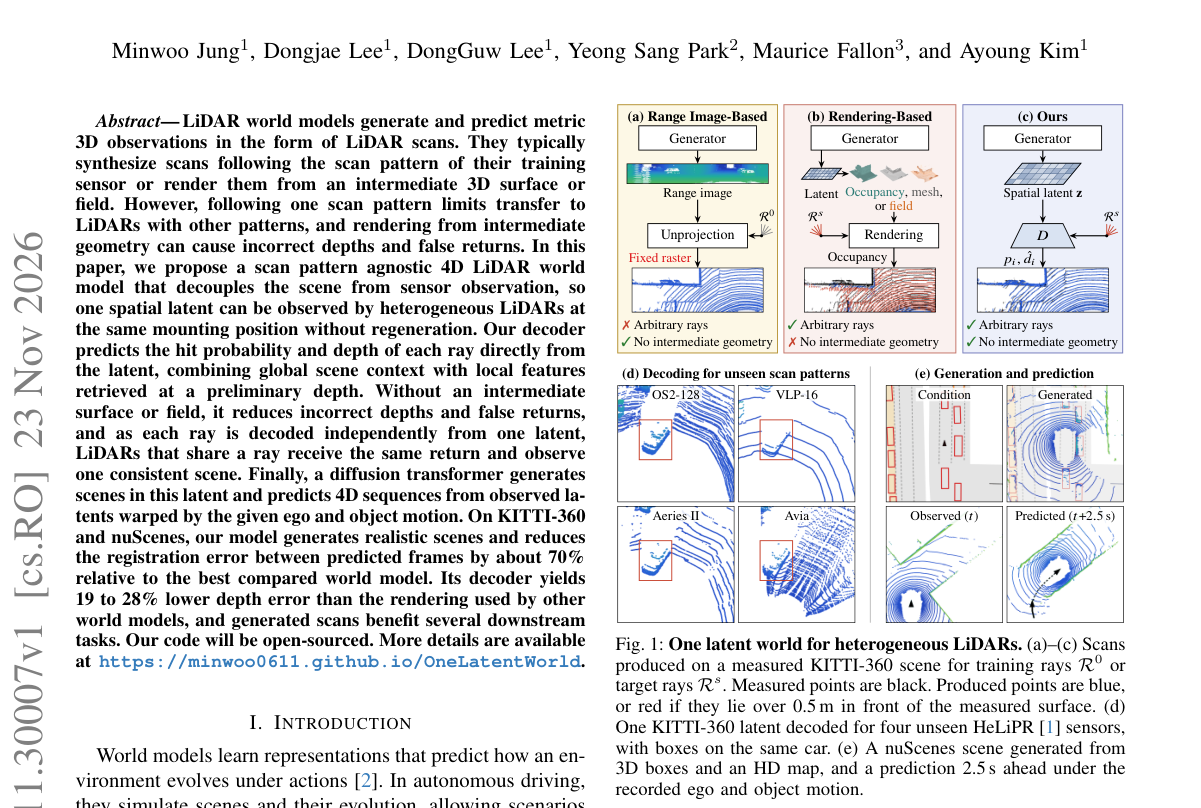 Minwoo Jung1, Dongjae Lee1, DongGuw Lee1, Yeong Sang Park2, Maurice Fallon3, and Ayoung Kim1
[1.30007v1 [cs.RO] 23 Nov 2026
Abstract—LiDAR world models generate and predict metric
3D observations in the form of LiDAR scans. They typically
synthesize scans following the scan pattern of their training
sensor or render them from an intermediate 3D surface or
field. However, following one scan pattern limits transfer to
LiDARs with other patterns, and rendering from intermediate
geometry can cause incorrect depths and false returns. In this
paper, we propose a scan pattern agnostic 4D LiDAR world
model that decouples the scene from sensor observation, so
one spatial latent can be observed by heterogeneous LiDARs at
the same mounting position without regeneration. Our decoder
predicts the hit probability and depth of each ray directly from
the latent, combining global scene context with local features
retrieved at a preliminary depth. Without an intermediate
surface or field, it reduces incorrect depths and false returns,
and as each ray is decoded independently from one latent,
LiDARs that share a ray receive the same return and observe
one consistent scene. Finally, a diffusion transformer generates
scenes in this latent and predicts 4D sequences from observed la-
tents warped by the given ego and object motion. On KITTI-360
and nuScenes, our model generates realistic scenes and reduces
the registration error between predicted frames by about 70%
relative to the best compared world model. Its decoder yields
19 to 28% lower depth error than the rendering used by other
world models, and generated scans benefit several downstream
tasks. Our code will be open-sourced. More details are available
at https://minwoo0611.github.io/OneLatentWorld.
I. INTRODUCTION
World models learn representations that predict how an en-
vironment evolves under actions [2]. In autonomous driving,
they simulate scenes and their evolution, allowing scenarios
(a) Range Image-Based
Generator
Range image
R0
Unprojection
Fixed raster
✗ Arbitrary rays
✓ No intermediate geometry
(b) Rendering-Based
Generator
Latent Occupancy, mesh,
or field
Rs
Rendering
Occupancy
✓ Arbitrary rays
✗ No intermediate geometry
(c) Ours
Generator
Spatial latent z
Rs
D
pi, d̂i
✓ Arbitrary rays
✓ No intermediate geometry
(d) Decoding for unseen scan patterns
OS2-128
VLP-16
Aeries II
Avia
(e) Generation and prediction
Condition
Generated
Observed (t)
Predicted (t+2.5 s)
Fig. 1: One latent world for heterogeneous LiDARs. (a)–(c) Scans
produced on a measured KITTI-360 scene for training rays R0 or
target rays Rs. Measured points are black. Produced points are blue,
or red if they lie over 0.5 m in front of the measured surface. (d)
One KITTI-360 latent decoded for four unseen HeLiPR [1] sensors,
with boxes on the same car. (e) A nuScenes scene generated from
3D boxes and an HD map, and a prediction 2.5 s ahead under the
recorded ego and object motion.